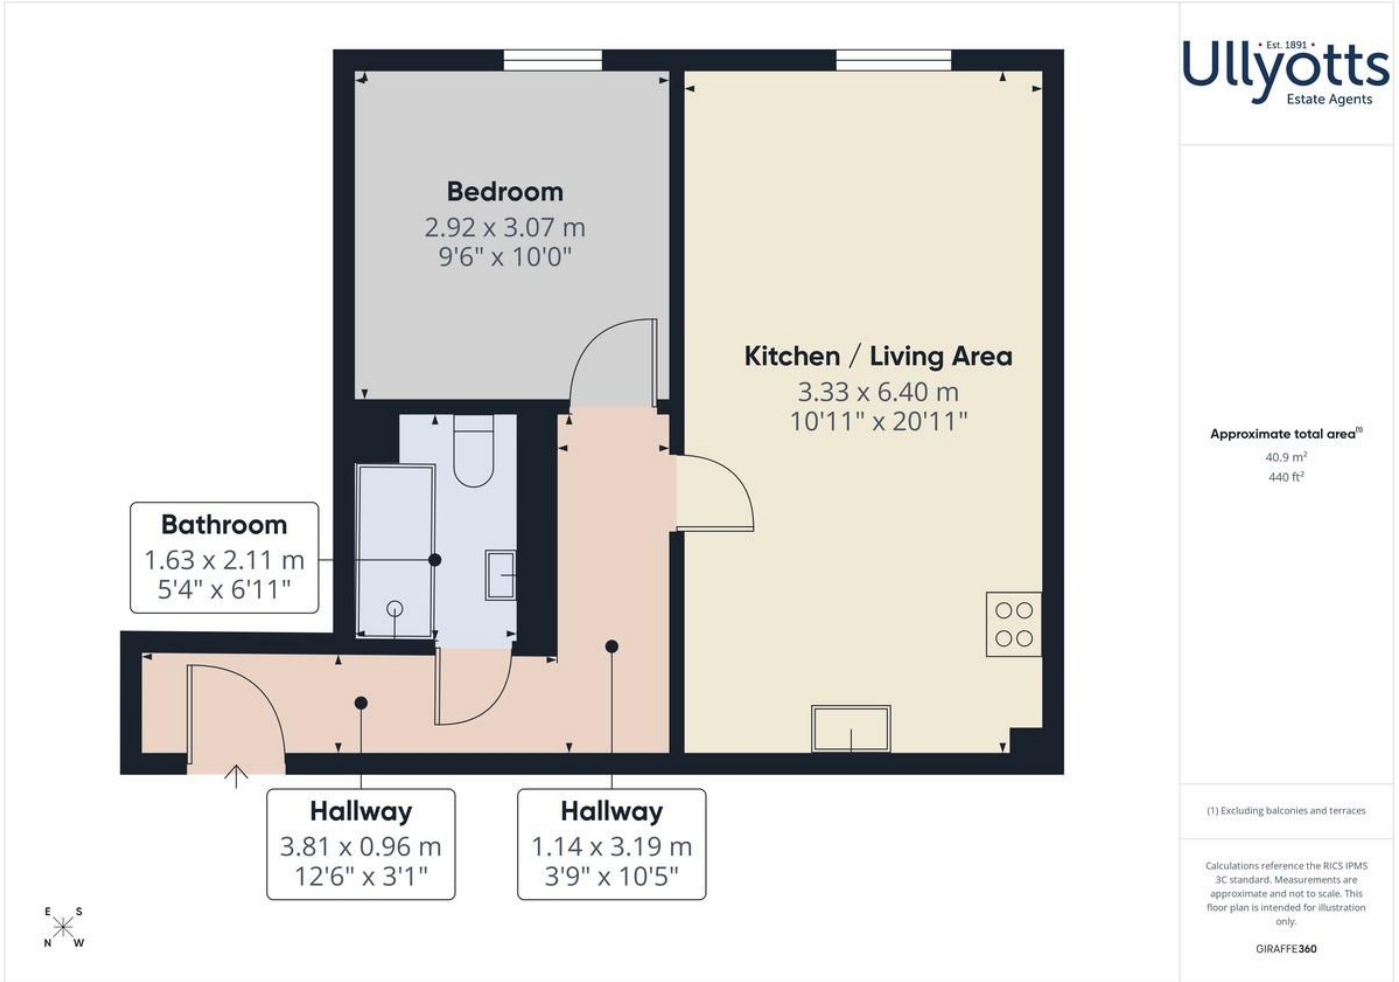 Bedroom
2.92 x 3.07 m
9'6" x 10'0"
Kitchen / Living Area
3.33 x 6.40 m
10'11" x 20'11"
Bathroom
1.63 x 2.11 m
5'4" x 6'11"
Hallway
3.81 x 0.96 m
12'6" x 3'1"
Hallway
1.14 x 3.19 m
3'9" x 10'5"
E S
N W
Est. 1891
Ullyotts
Estate Agents
Approximate total area(1)
40.9 m²
440 ft²
(1) Excluding balconies and terraces
Calculations reference the RICS IPMS
3C standard. Measurements are
approximate and not to scale. This
floor plan is intended for illustration
only.
GIRAFFE360